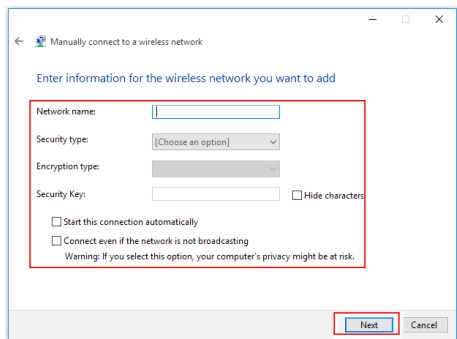 Manually connect to a wireless network
Enter information for the wireless network you want to add
Network name:
Security type: [Choose an option]
Encryption type:
Security Key: Hide characters
Start this connection automatically
Connect even if the network is not broadcasting
Warning: If you select this option, your computer's privacy might be at risk.
Next Cancel